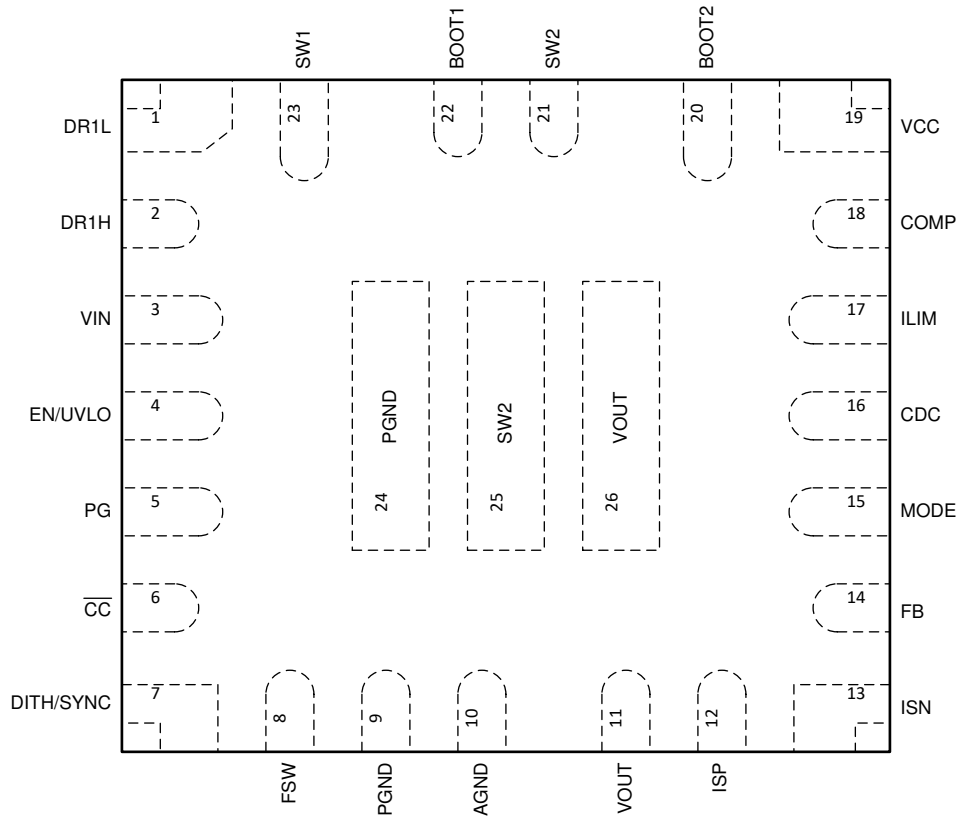 SW1
BOOT1
SW2
BOOT2
23
22
21
20
DR1L
1
19
VCC
DR1H
2
18
COMP
VIN
3
17
ILIM
EN/UVLO
4
16
CDC
PGND
SW2
VOUT
24
25
26
PG
5
15
MODE
CC
6
14
FB
DITH/SYNC
7
13
ISN
8
9
10
11
12
FSW
PGND
AGND
VOUT
ISP